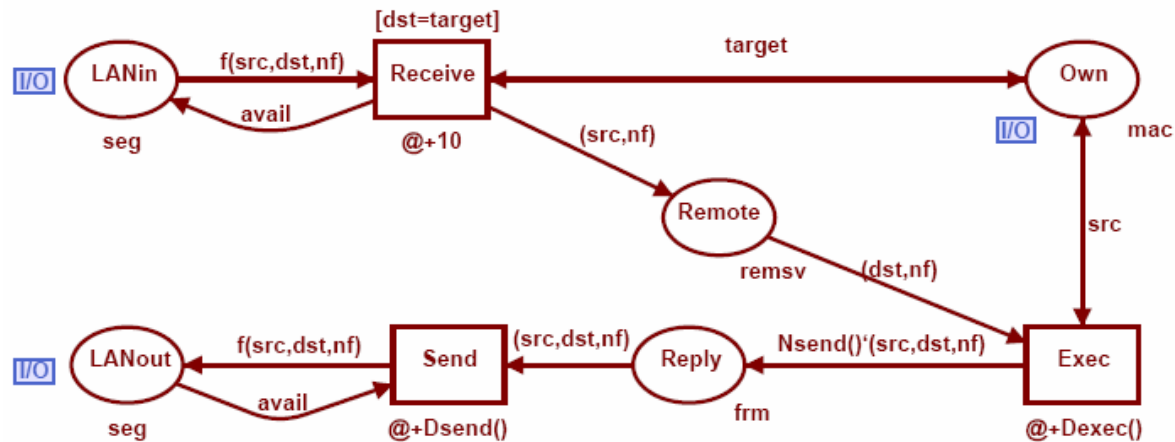 [dst=target]
I/O
LANin
f(src,dst,nf)
Receive
target
Own
avail
seg
@+10
I/O
mac
(src,nf)
Remote
src
remsv
(dst,nf)
I/O
LANout
f(src,dst,nf)
Send
(src,dst,nf)
Reply
Nsend()‘(src,dst,nf)
Exec
avail
seg
@+Dsend()
frm
@+Dexec()